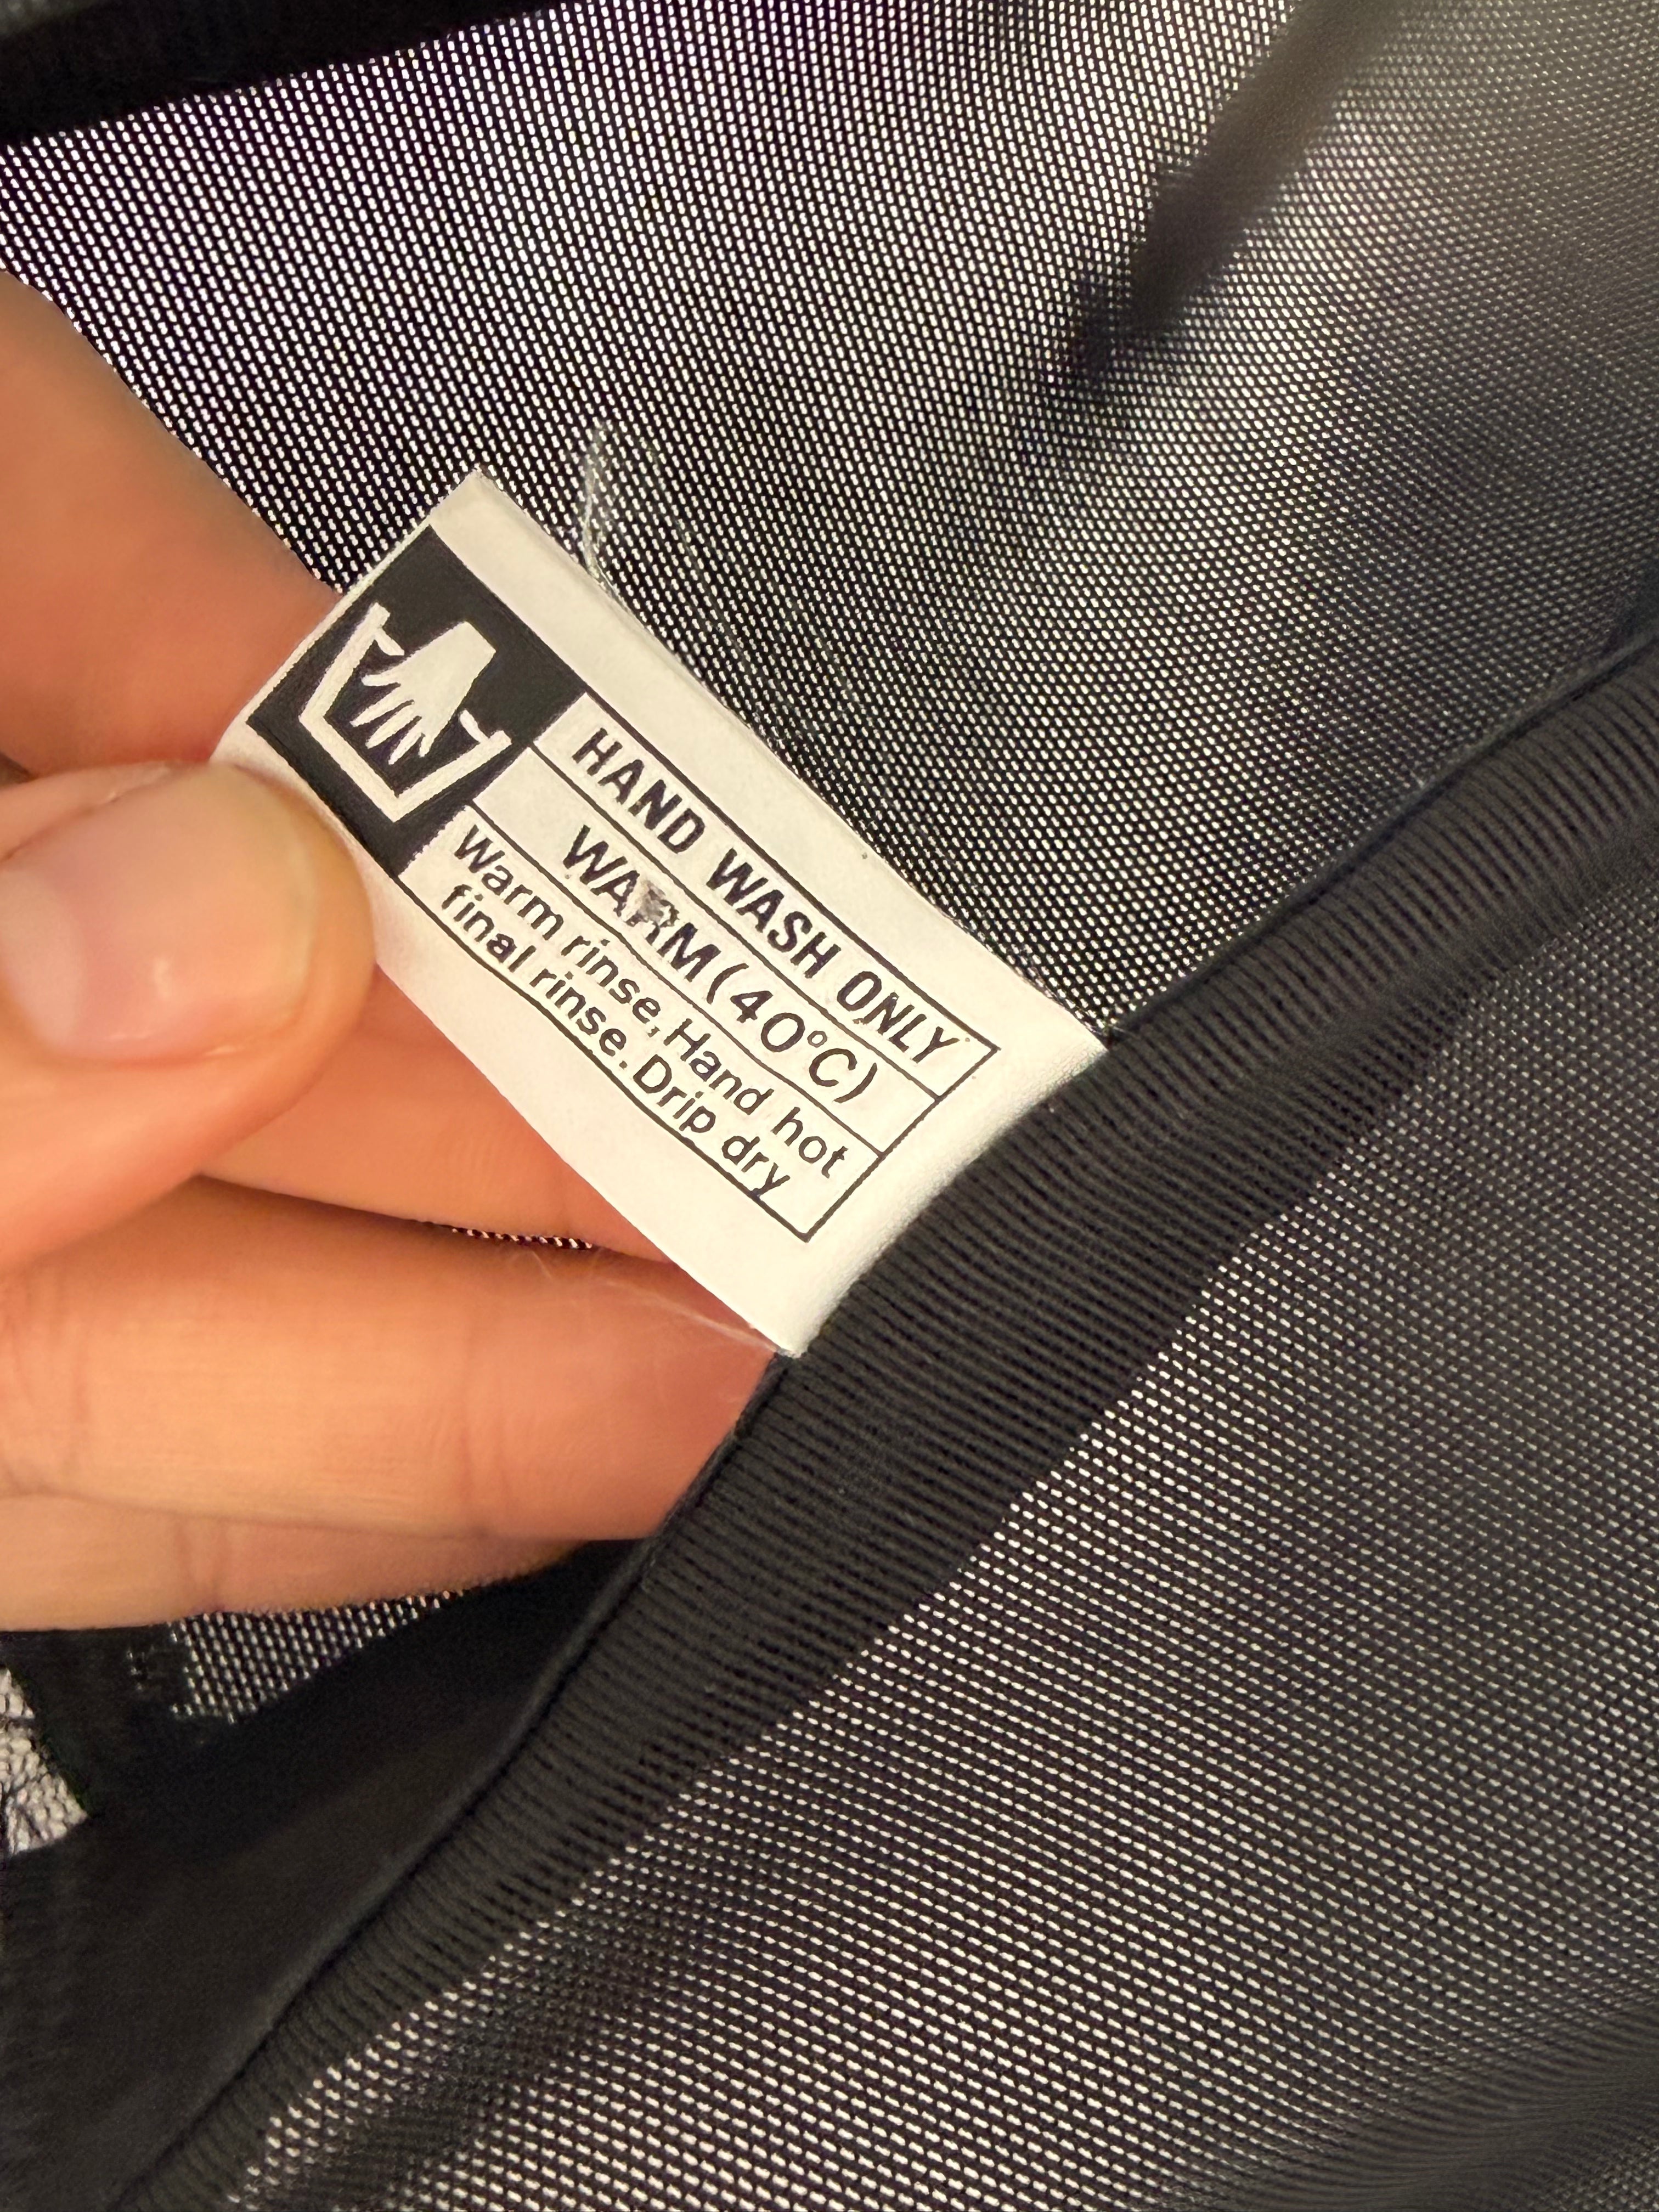 HAND WASH ONLY
WARM (40°C)
Warm rinse, Hand hot
final rinse. Drip dry